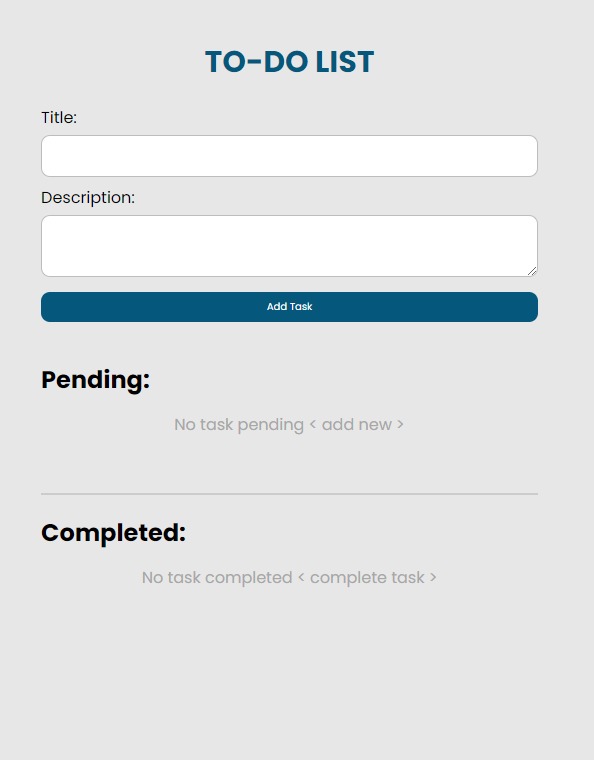 TO-DO LIST
Title:
Description:
Add Task
Pending:
No task pending < add new >
Completed:
No task completed < complete task >